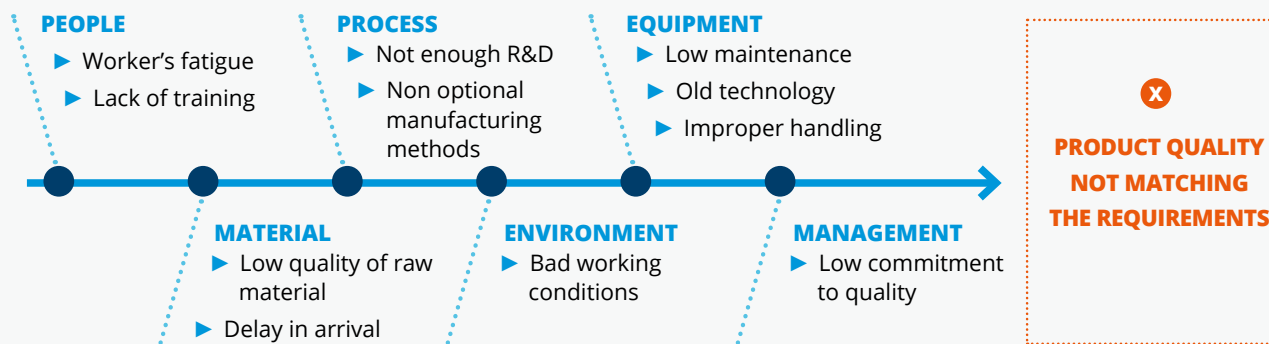 PEOPLE
Worker's fatigue
Lack of training
PROCESS
Not enough R&D
Non optional
manufacturing
methods
EQUIPMENT
Low maintenance
Old technology
Improper handling
MATERIAL
Low quality of raw
material
Delay in arrival
ENVIRONMENT
Bad working
conditions
MANAGEMENT
Low commitment
to quality
X
PRODUCT QUALITY
NOT MATCHING
THE REQUIREMENTS